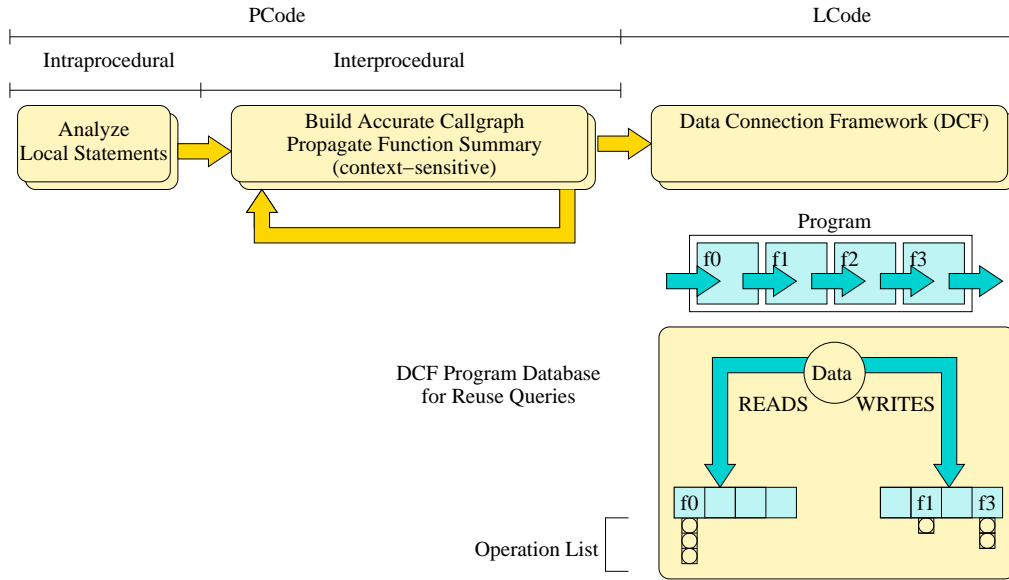 PCode
LCode
Intraprocedural
Interprocedural
Analyze
Local Statements
Build Accurate Callgraph
Propagate Function Summary
(context−sensitive)
Data Connection Framework (DCF)
Program
f0
f1
f2
f3
DCF Program Database
for Reuse Queries
Data
READS
WRITES
f0
f1
f3
Operation List